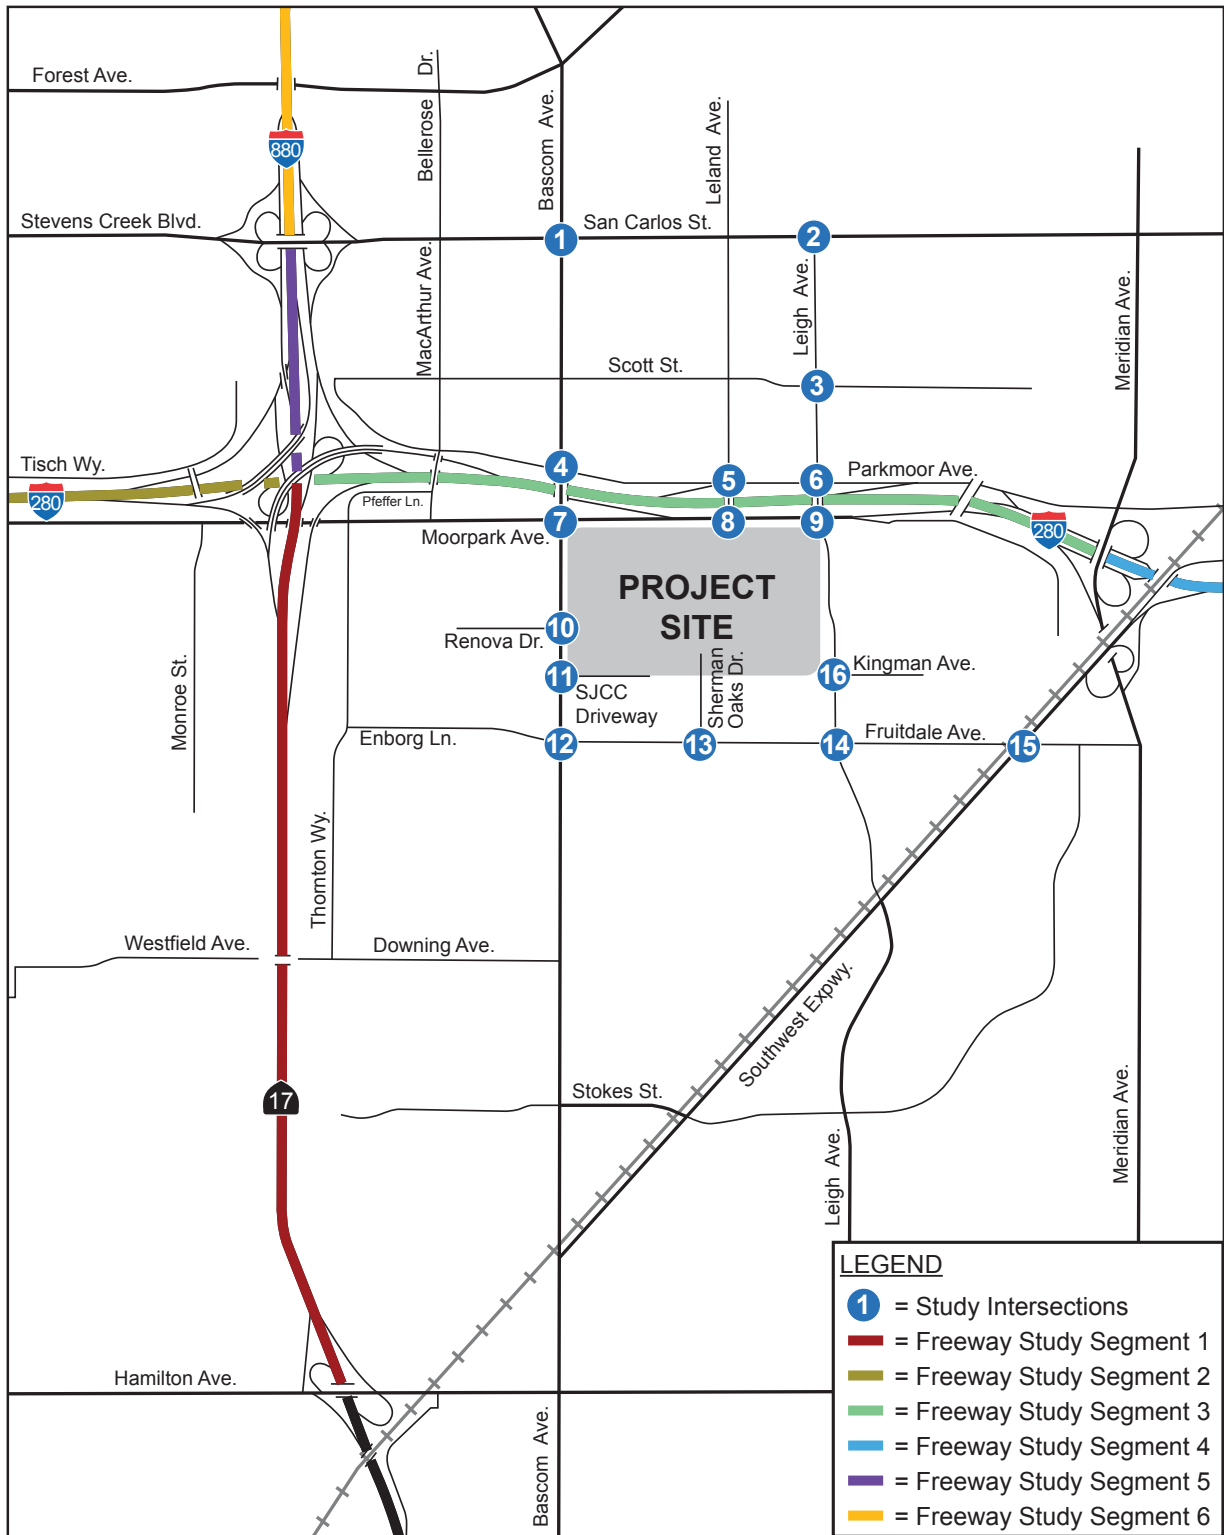 Forest Ave.
Bellerose Dr.
Bascom Ave.
Leland Ave.
880
Stevens Creek Blvd.
San Carlos St.
1
2
MacArthur Ave.
Leigh Ave.
Meridian Ave.
Scott St.
3
Tisch Wy.
4
5
6
Parkmoor Ave.
280
Pfeffer Ln.
Moorpark Ave.
7
8
9
280
PROJECT
SITE
10
Renova Dr.
11
SJCC
Driveway
Sherman
Oaks Dr.
16
Kingman Ave.
Monroe St.
Enborg Ln.
12
13
14
Fruitdale Ave.
15
Thornton Wy.
Westfield Ave.
Downing Ave.
Southwest Expwy.
17
Stokes St.
Leigh Ave.
Meridian Ave.
Hamilton Ave.
Bascom Ave.
LEGEND
1 = Study Intersections
= Freeway Study Segment 1
= Freeway Study Segment 2
= Freeway Study Segment 3
= Freeway Study Segment 4
= Freeway Study Segment 5
= Freeway Study Segment 6